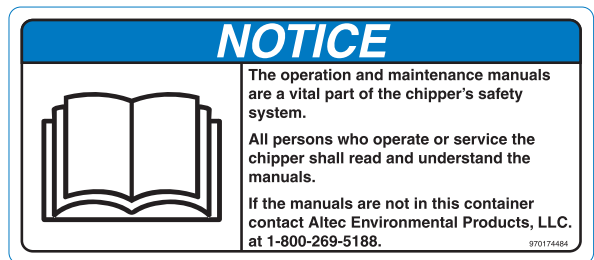 NOTICE
The operation and maintenance manuals
are a vital part of the chipper's safety
system.
All persons who operate or service the
chipper shall read and understand the
manuals.
If the manuals are not in this container
contact Altec Environmental Products, LLC.
at 1-800-269-5188.
970174484